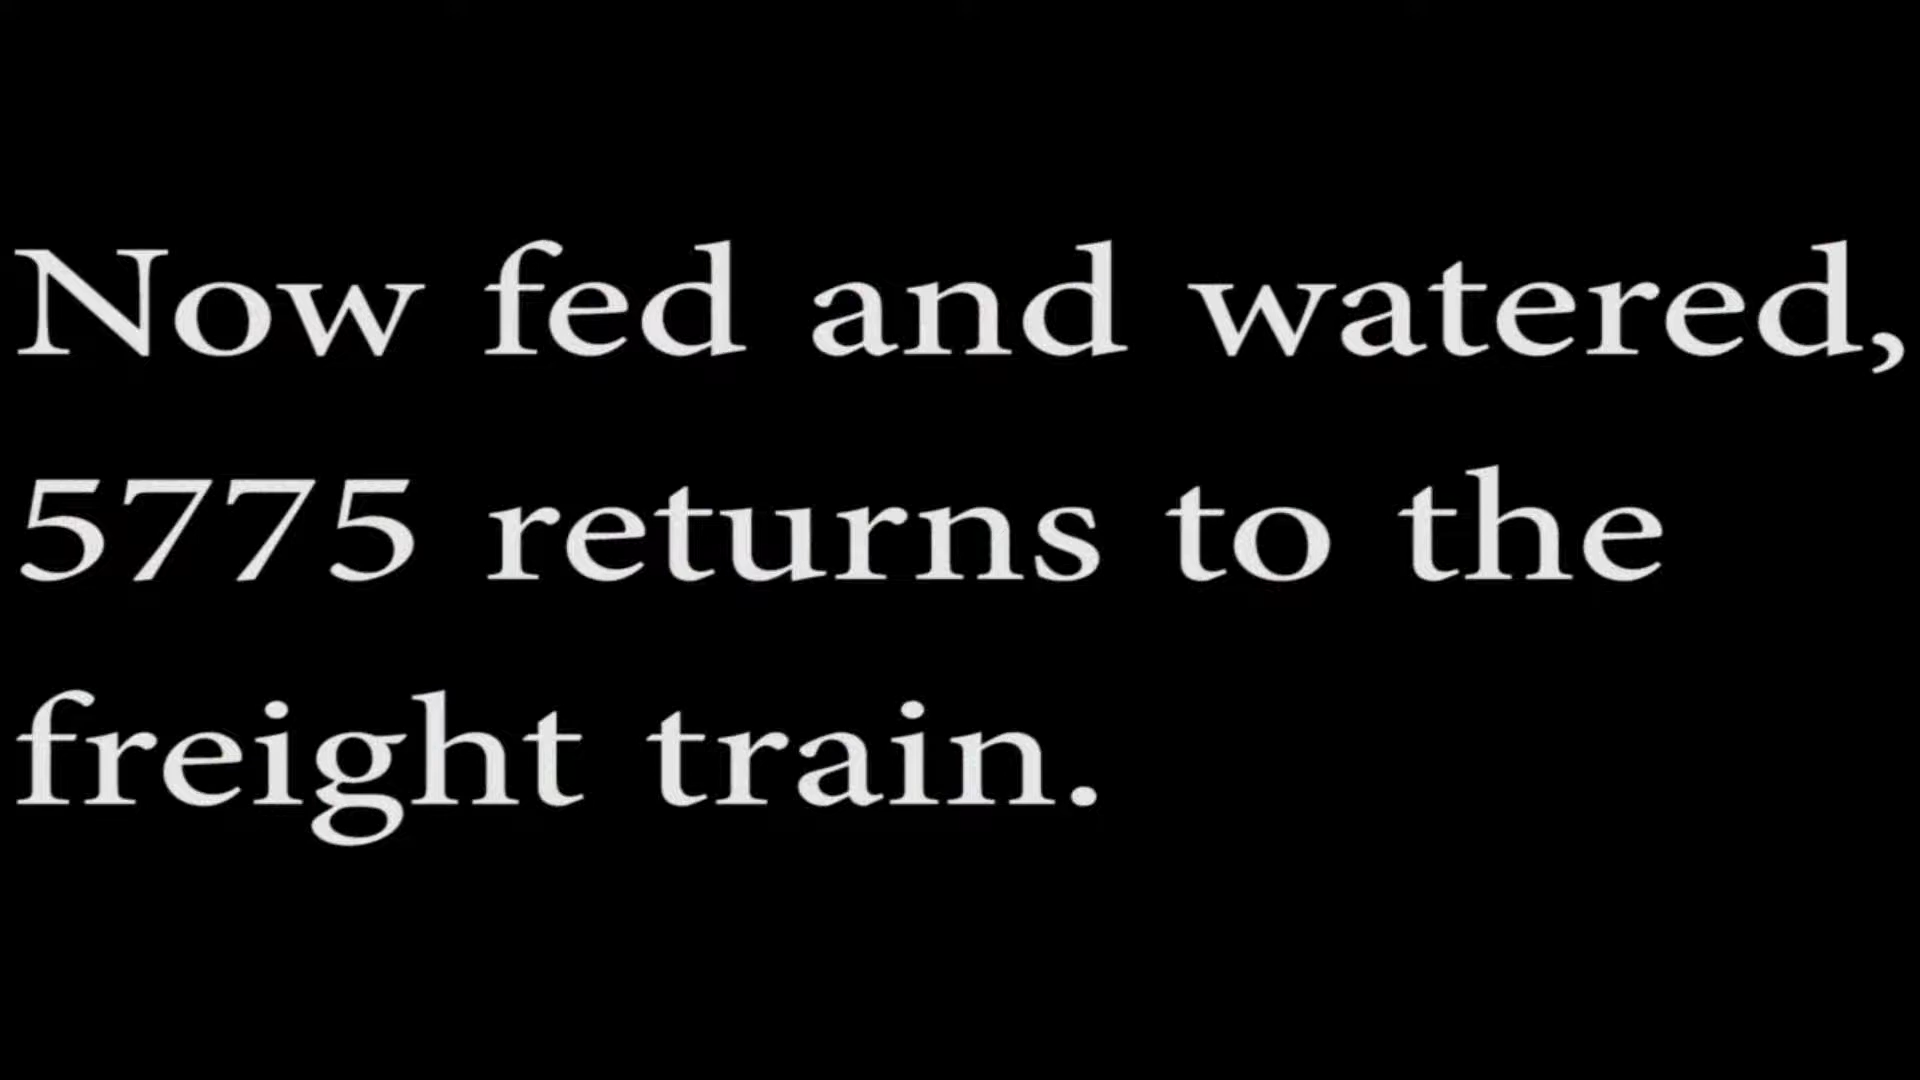 Now fed and watered,
5775 returns to the
freight train.